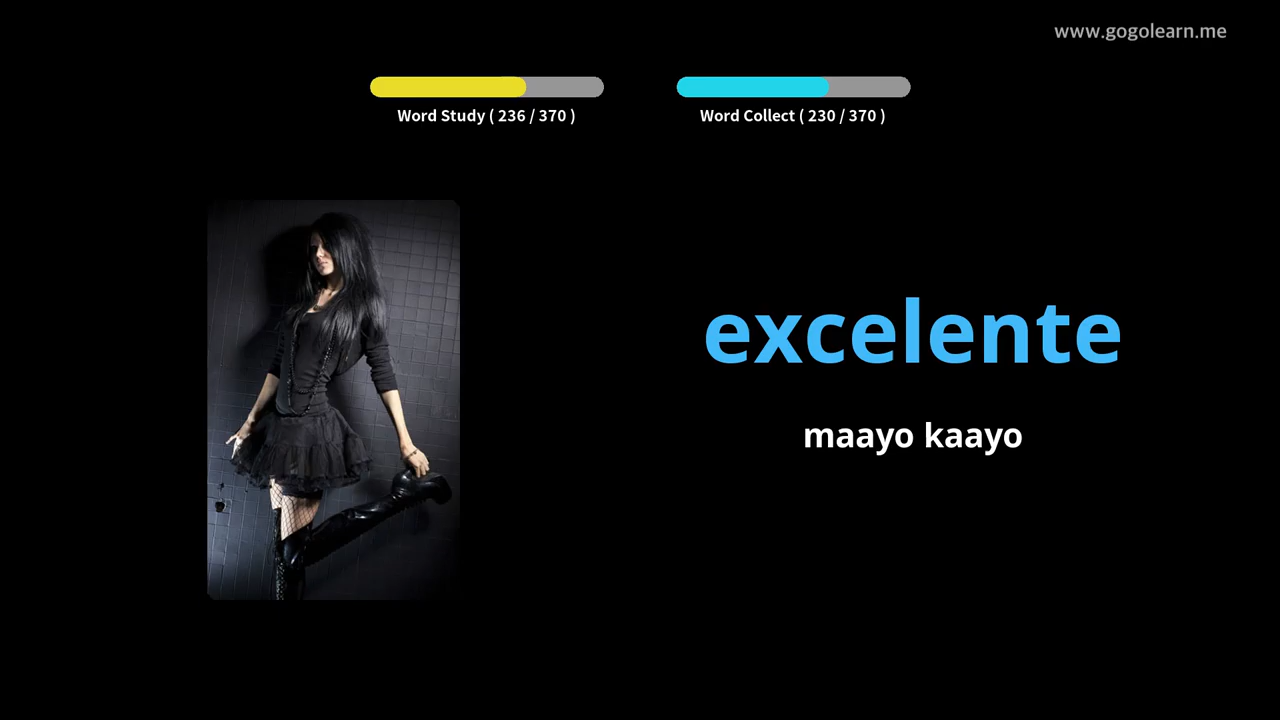 www.gogolearn.me
Word Study ( 236 / 370 )
Word Collect ( 230 / 370 )
excelente
maayo kaayo